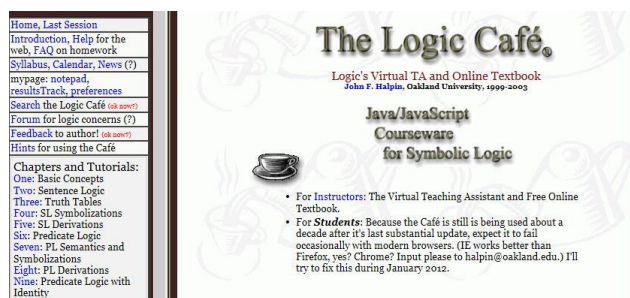 Home, Last Session
Introduction, Help for the
web, FAQ on homework
Syllabus, Calendar, News (?)
mypage: notepad,
resultsTrack, preferences
Search the Logic Café (ok now?)
Forum for logic concerns (?)
Feedback to author! (ok now?)
Hints for using the Café
Chapters and Tutorials:
One: Basic Concepts
Two: Sentence Logic
Three: Truth Tables
Four: SL Symbolizations
Five: SL Derivations
Six: Predicate Logic
Seven: PL Semantics and
Symbolizations
Eight: PL Derivations
Nine: Predicate Logic with
Identity
The Logic Café®
Logic's Virtual TA and Online Textbook
John F. Halpin, Oakland University, 1999-2003
Java/JavaScript
Courseware
for Symbolic Logic
• For Instructors: The Virtual Teaching Assistant and Free Online
Textbook.
• For Students: Because the Café is still is being used about a
decade after it's last substantial update, expect it to fail
occasionally with modern browsers. (IE works better than
Firefox, yes? Chrome? Input please to halpin@oakland.edu.) I'll
try to fix this during January 2012.